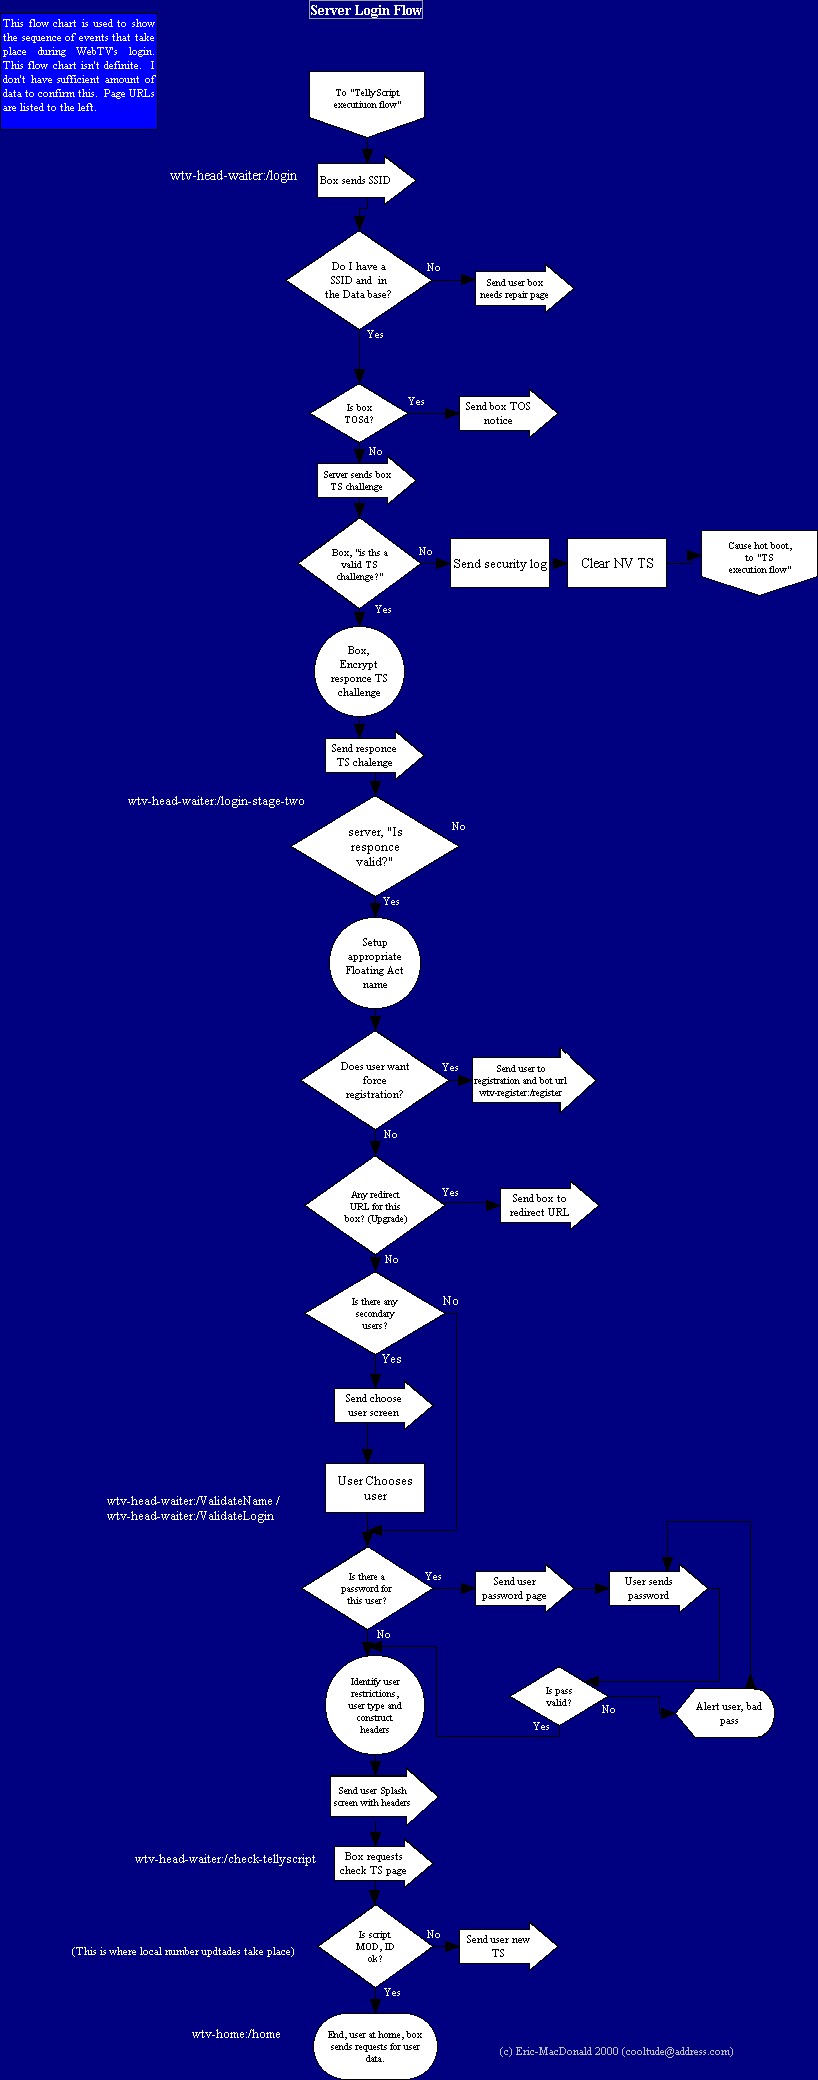 Server Login Flow
This flow chart is used to show
the sequence of events that take
place during WebTV's login.
This flow chart isn't definite. I
don't have sufficient amount of
data to confirm this. Page URLs
are listed to the left.
To "TellyScript
executiuon flow"
wtv-head-waiter:/login
Box sends SSID
Do I have a
SSID and in
the Data base?
No
Send user box
needs repair page
Yes
Is box
TOSd?
Yes
Send box TOS
notice
No
Server sends box
TS challenge
Box, "is ths a
valid TS
challenge?"
No
Send security log
Clear NV TS
Cause hot boot,
to "TS
execution flow"
Yes
Box,
Encrypt
responce TS
challenge
Send responce
TS chalenge
wtv-head-waiter:/login-stage-two
server, "Is
responce
valid?"
No
Yes
Setup
appropriate
Floating Act
name
Does user want
force
registration?
Yes
Send user to
registration and bot url
wtv-register:/register
No
Any redirect
URL for this
box? (Upgrade)
Yes
Send box to
redirect URL
No
Is there any
secondary
users?
No
Yes
Send choose
user screen
User Chooses
user
wtv-head-waiter:/ValidateName /
wtv-head-waiter:/ValidateLogin
Is there a
password for
this user?
Yes
Send user
password page
User sends
password
No
Identify user
restrictions,
user type and
construct
headers
Is pass
valid?
No
Yes
Alert user, bad
pass
Send user Splash
screen with headers
wtv-head-waiter:/check-tellyscript
Box requests
check TS page
(This is where local number updtades take place)
Is script
MOD, ID
ok?
No
Send user new
TS
Yes
wtv-home:/home
End, user at home, box
sends requests for user
data.
(c) Eric-MacDonald 2000 (cooltude@address.com)